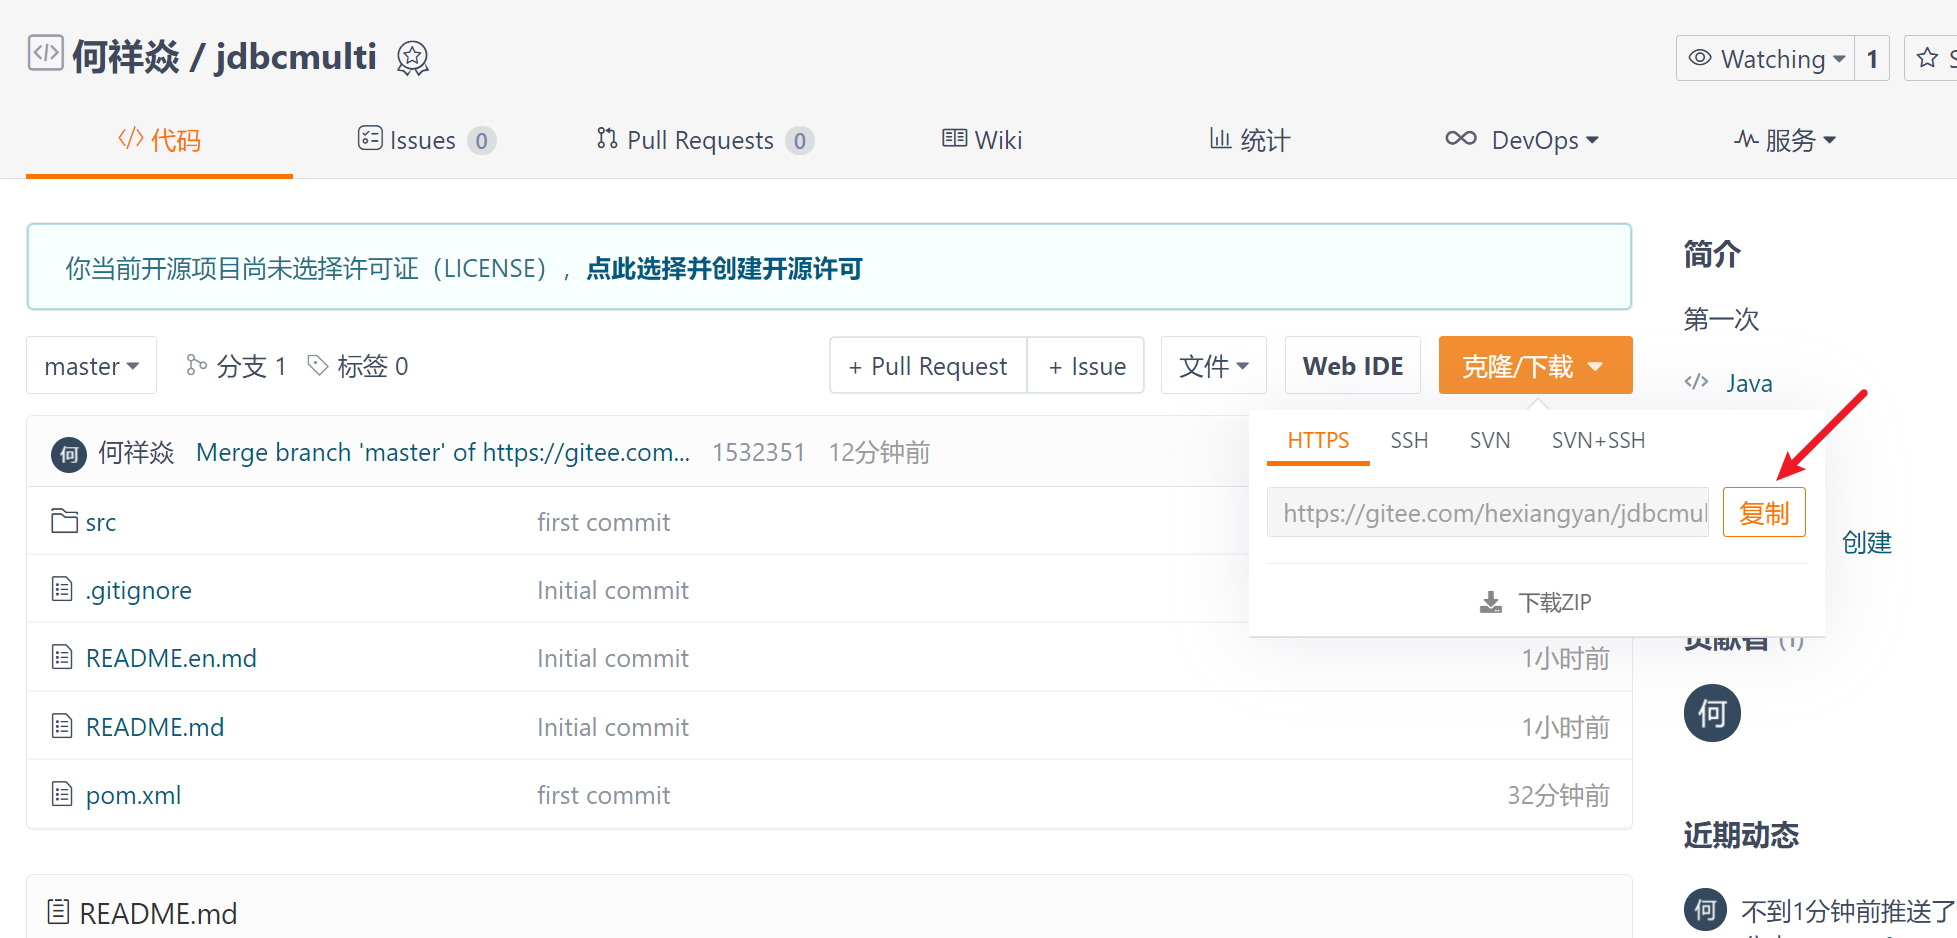 何祥焱 / jdbcmulti
Watching 1
代码 Issues 0 Pull Requests 0 Wiki 统计 DevOps 服务
你当前开源项目尚未选择许可证（LICENSE），点此选择并创建开源许可
简介
第一次
master 分支 1 标签 0 + Pull Request + Issue 文件 Web IDE 克隆/下载
Java
HTTPS SSH SVN SVN+SSH
何 何祥焱 Merge branch 'master' of https://gitee.com... 1532351 12分钟前
https://gitee.com/hexiangyan/jdbcmul 复制
src first commit
创建
.gitignore Initial commit
下载ZIP
贡献者 (1)
README.en.md Initial commit 1小时前
何
README.md Initial commit 1小时前
pom.xml first commit 32分钟前
近期动态
README.md
何 不到1分钟前推送了